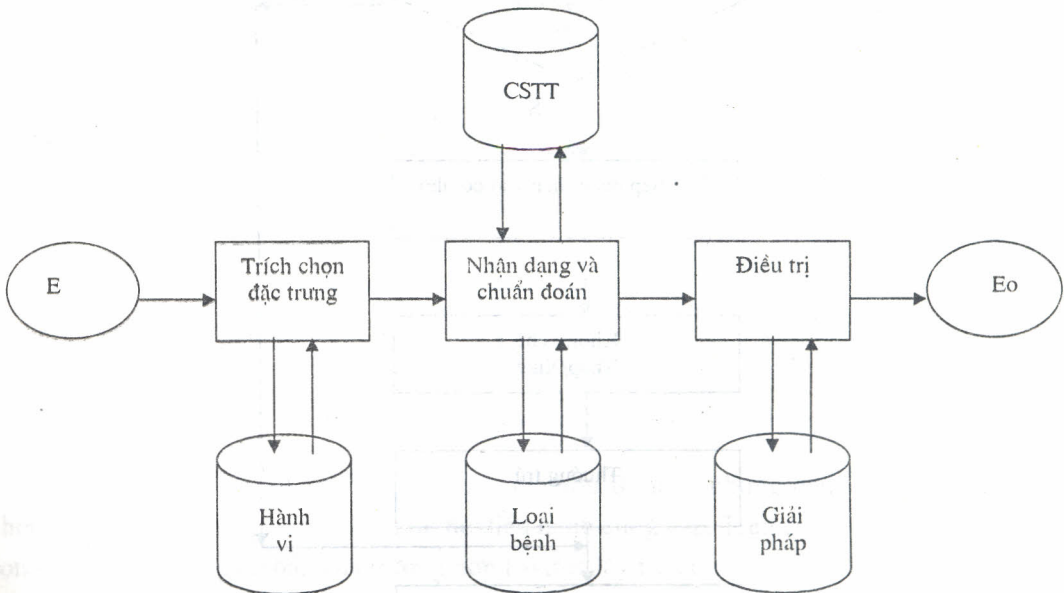 CSTT
E
Trích chọn
đặc trưng
Nhận dạng và
chuẩn đoán
Điều trị
Eo
Hành
vi
Loại
bệnh
Giải
pháp